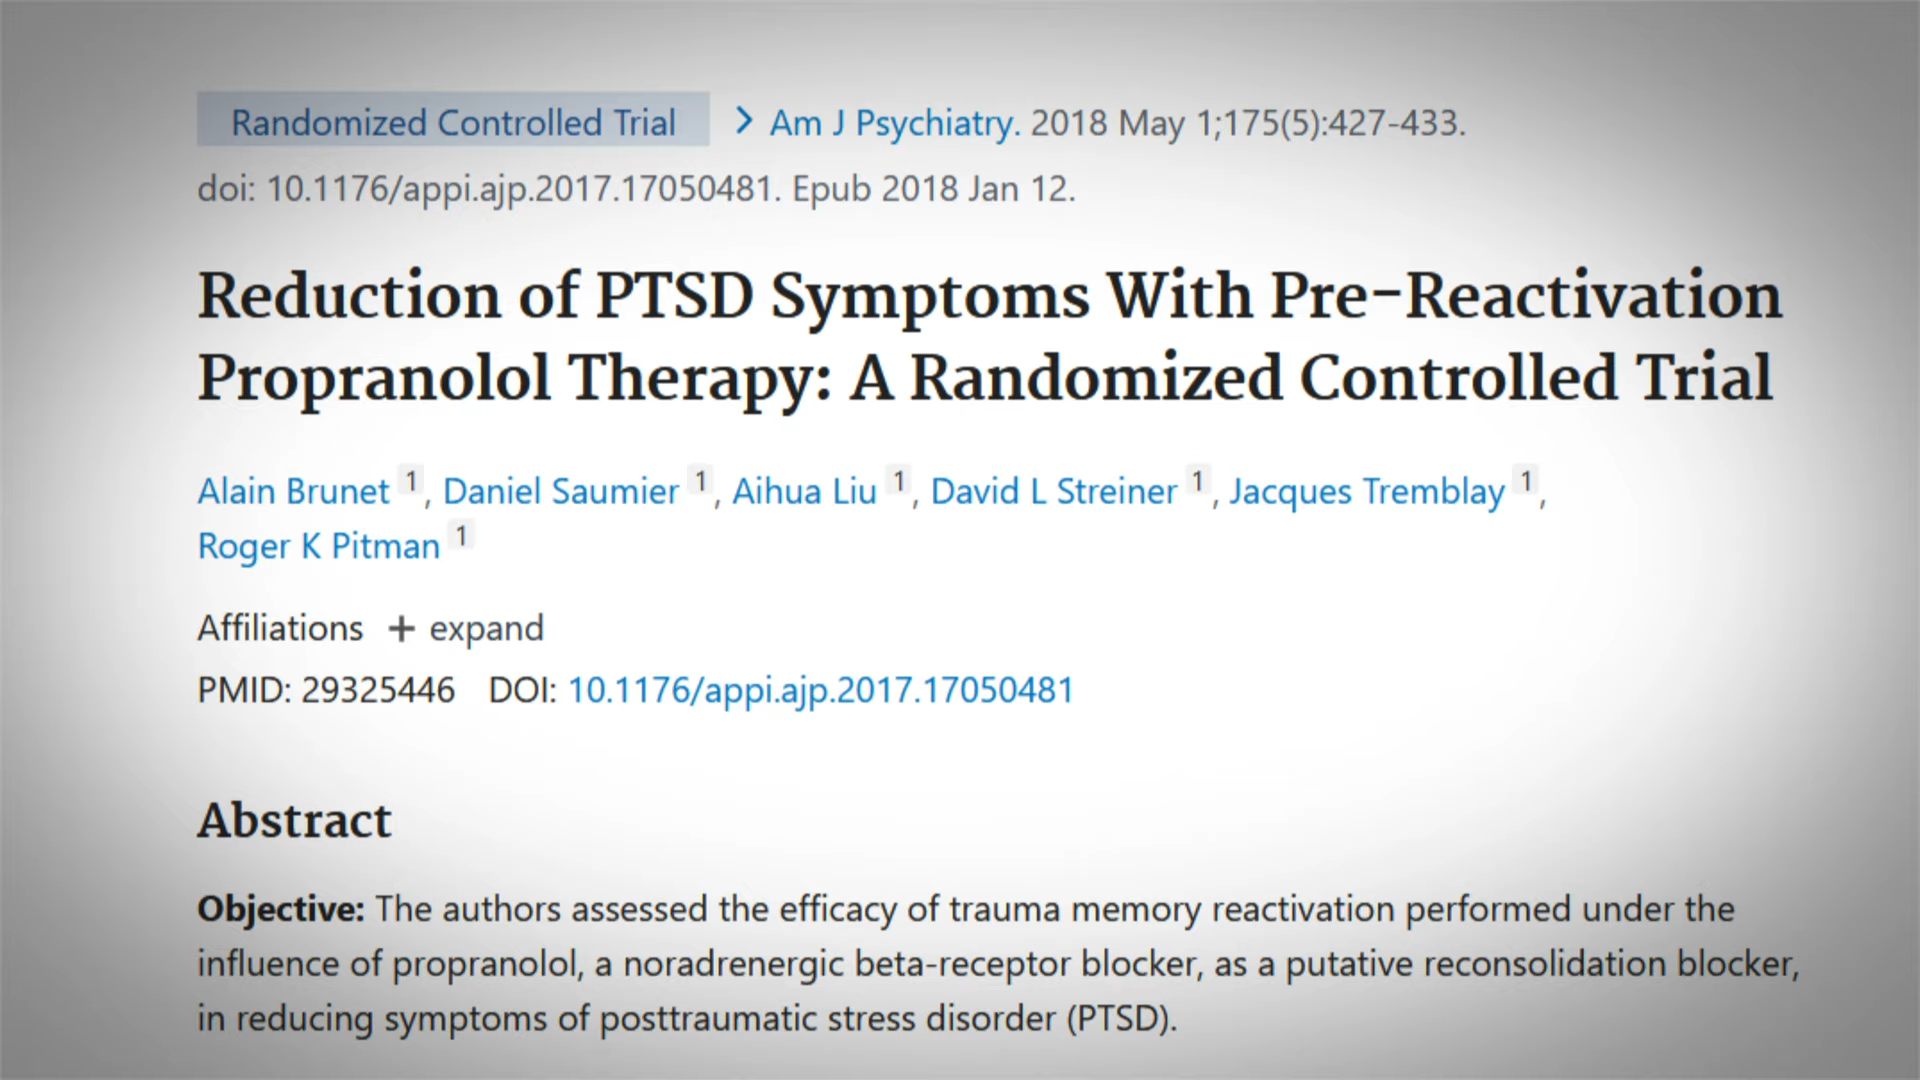 Randomized Controlled Trial > Am J Psychiatry. 2018 May 1;175(5):427-433.
doi: 10.1176/appi.ajp.2017.17050481. Epub 2018 Jan 12.
Reduction of PTSD Symptoms With Pre-Reactivation
Propranolol Therapy: A Randomized Controlled Trial
Alain Brunet 1, Daniel Saumier 1, Aihua Liu 1, David L Streiner 1, Jacques Tremblay 1,
Roger K Pitman 1
Affiliations + expand
PMID: 29325446 DOI: 10.1176/appi.ajp.2017.17050481
Abstract
Objective: The authors assessed the efficacy of trauma memory reactivation performed under the
influence of propranolol, a noradrenergic beta-receptor blocker, as a putative reconsolidation blocker,
in reducing symptoms of posttraumatic stress disorder (PTSD).